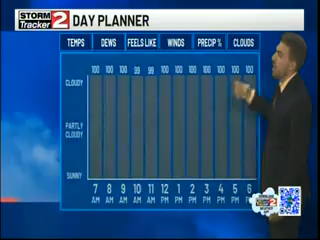 STORM Tracker 2 DAY PLANNER
TEMPS DEWS FEELS LIKE WINDS PRECIP % CLOUDS
100 100 100 99 99 100 100 100 100 100 100 100
CLOUDY
PARTLY CLOUDY
SUNNY
7 8 9 10 11 12 1 2 3 4 5 6
AM AM AM AM AM PM PM PM PM PM PM